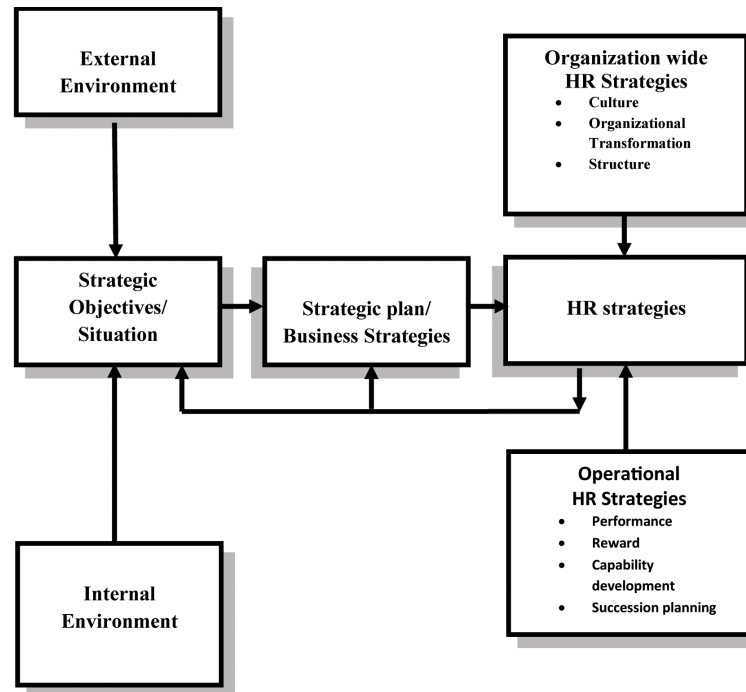 External
Environment
Organization wide
HR Strategies
• Culture
• Organizational
Transformation
• Structure
Strategic
Objectives/
Situation
Strategic plan/
Business Strategies
HR strategies
Operational
HR Strategies
• Performance
• Reward
• Capability
development
• Succession planning
Internal
Environment